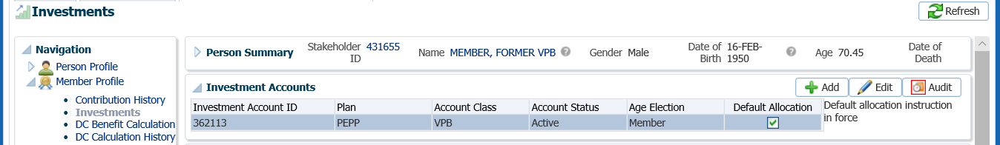 Investments
Refresh
Navigation
Person Profile
Member Profile
Contribution History
Investments
DC Benefit Calculation
DC Calculation History
Person Summary Stakeholder ID 431655 Name MEMBER, FORMER VPB Gender Male Date of Birth 16-FEB-1950 Age 70.45 Date of Death
Investment Accounts
Add Edit Audit
Investment Account ID Plan Account Class Account Status Age Election Default Allocation
362113 PEPP VPB Active Member
Default allocation instruction
in force